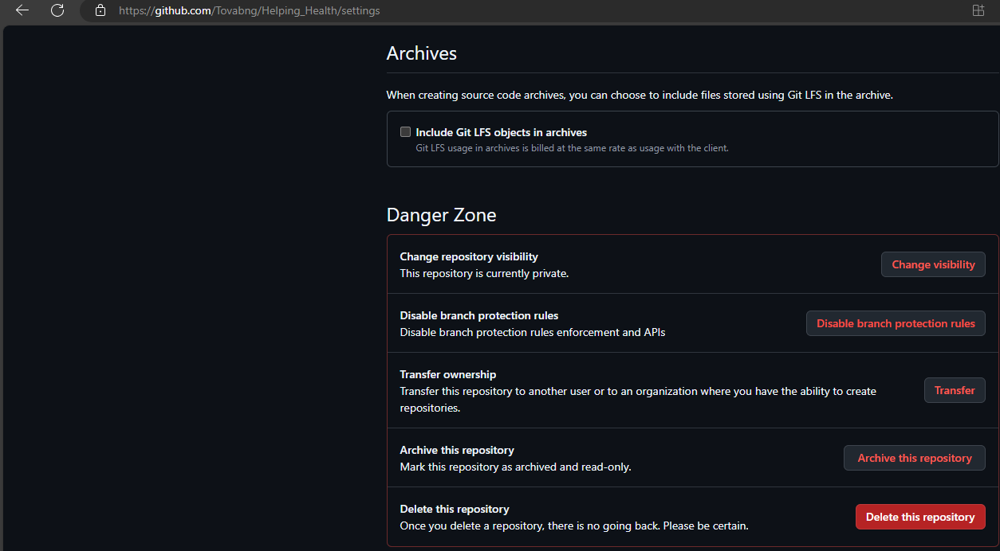 https://github.com/Tovabng/Helping_Health/settings
Archives
When creating source code archives, you can choose to include files stored using Git LFS in the archive.
Include Git LFS objects in archives
Git LFS usage in archives is billed at the same rate as usage with the client.
Danger Zone
Change repository visibility
This repository is currently private.
Change visibility
Disable branch protection rules
Disable branch protection rules enforcement and APIs
Disable branch protection rules
Transfer ownership
Transfer this repository to another user or to an organization where you have the ability to create
repositories.
Transfer
Archive this repository
Mark this repository as archived and read-only.
Archive this repository
Delete this repository
Once you delete a repository, there is no going back. Please be certain.
Delete this repository